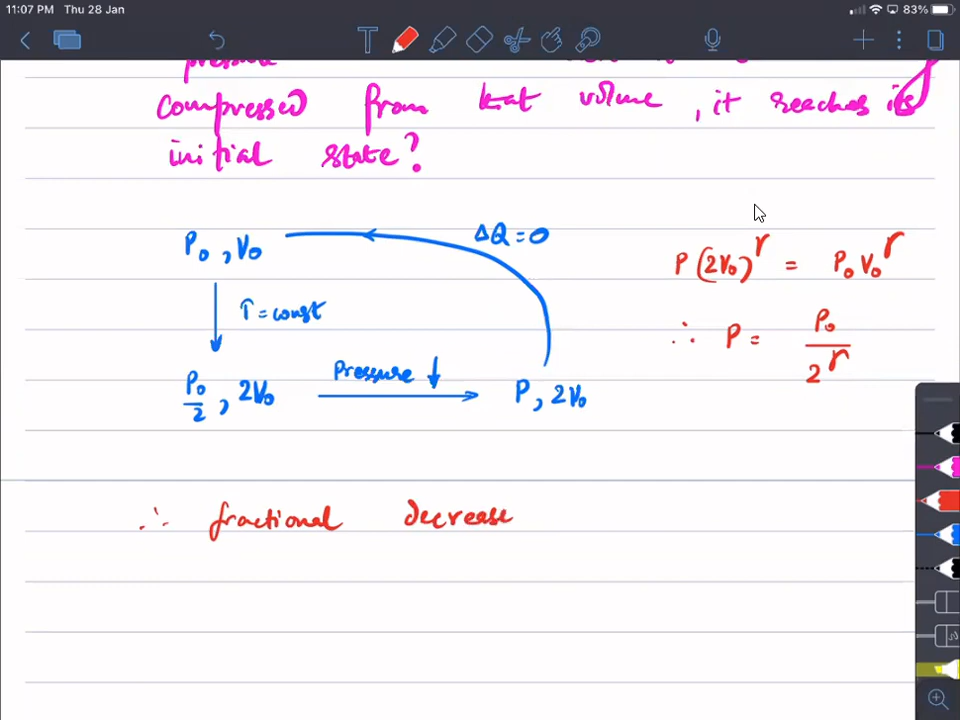 11:07 PM Thu 28 Jan 83%
pressure
compressed from that volume, it reaches its
initial state?
P₀, V₀
ΔQ = 0
T = const
P₀/2, 2V₀
Pressure ↓
P, 2V₀
P(2V₀)^γ = P₀V₀^γ
∴ P = P₀/2^γ
∴ fractional decrease